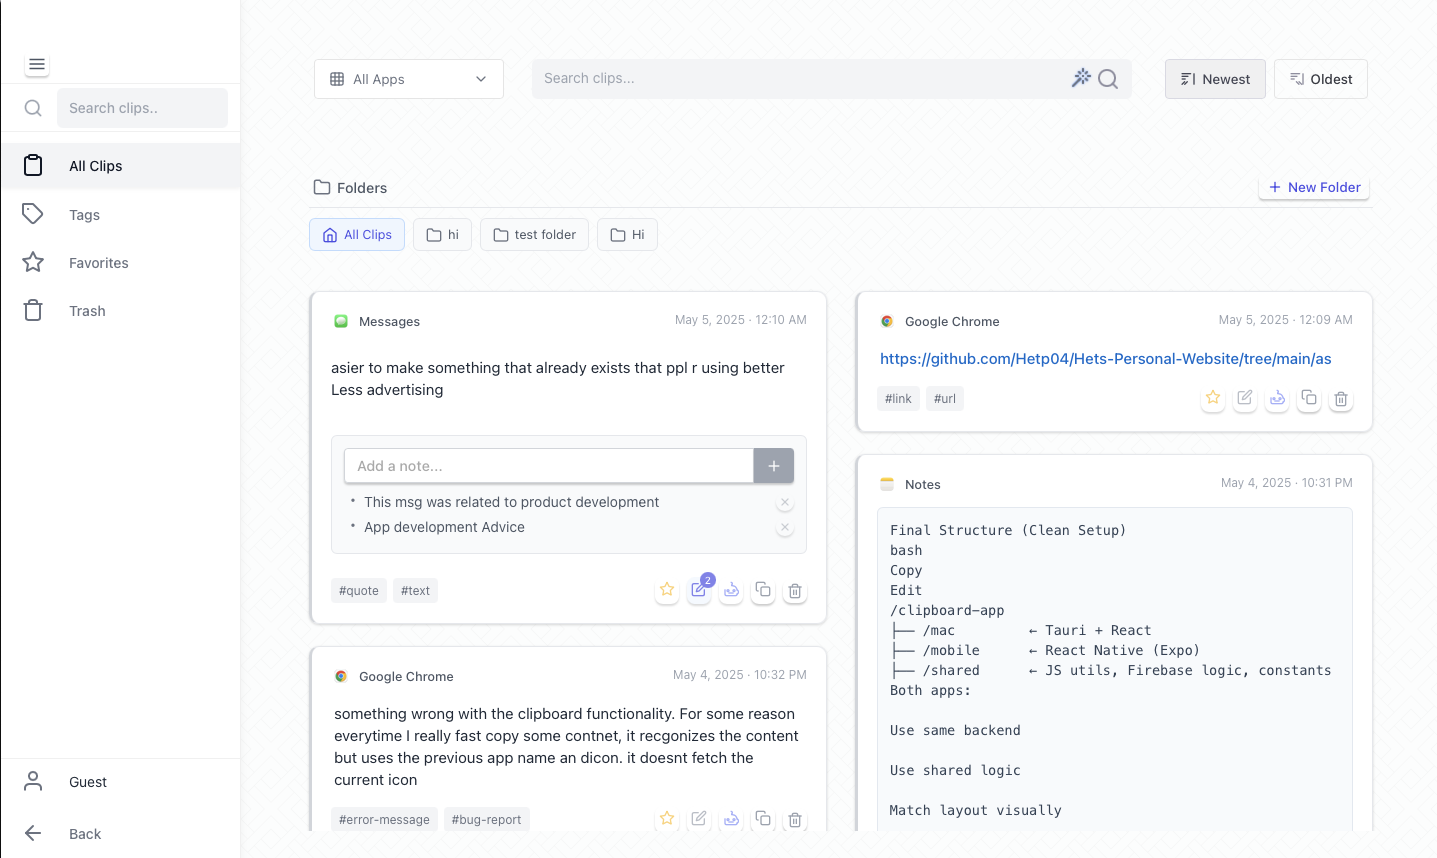 Search clips..
All Clips
Tags
Favorites
Trash
Guest
Back
All Apps
Search clips...
Newest
Oldest
Folders
+ New Folder
All Clips
hi
test folder
Hi
Messages
May 5, 2025 · 12:10 AM
asier to make something that already exists that ppl r using better
Less advertising
Add a note...
+
• This msg was related to product development
• App development Advice
#quote
#text
2
Google Chrome
May 4, 2025 · 10:32 PM
something wrong with the clipboard functionality. For some reason
everytime I really fast copy some contnet, it recgonizes the content
but uses the previous app name an dicon. it doesnt fetch the
current icon
#error-message
#bug-report
Google Chrome
May 5, 2025 · 12:09 AM
https://github.com/Hetp04/Hets-Personal-Website/tree/main/as
#link
#url
Notes
May 4, 2025 · 10:31 PM
Final Structure (Clean Setup)
bash
Copy
Edit
/clipboard-app
├── /mac         ← Tauri + React
├── /mobile      ← React Native (Expo)
├── /shared      ← JS utils, Firebase logic, constants
Both apps:
Use same backend
Use shared logic
Match layout visually